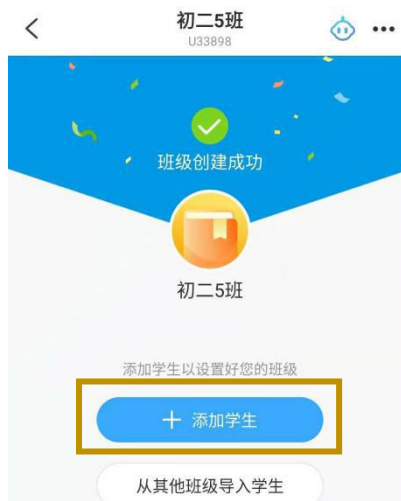 初二5班
U33898
班级创建成功
初二5班
添加学生以设置好您的班级
添加学生
从其他班级导入学生